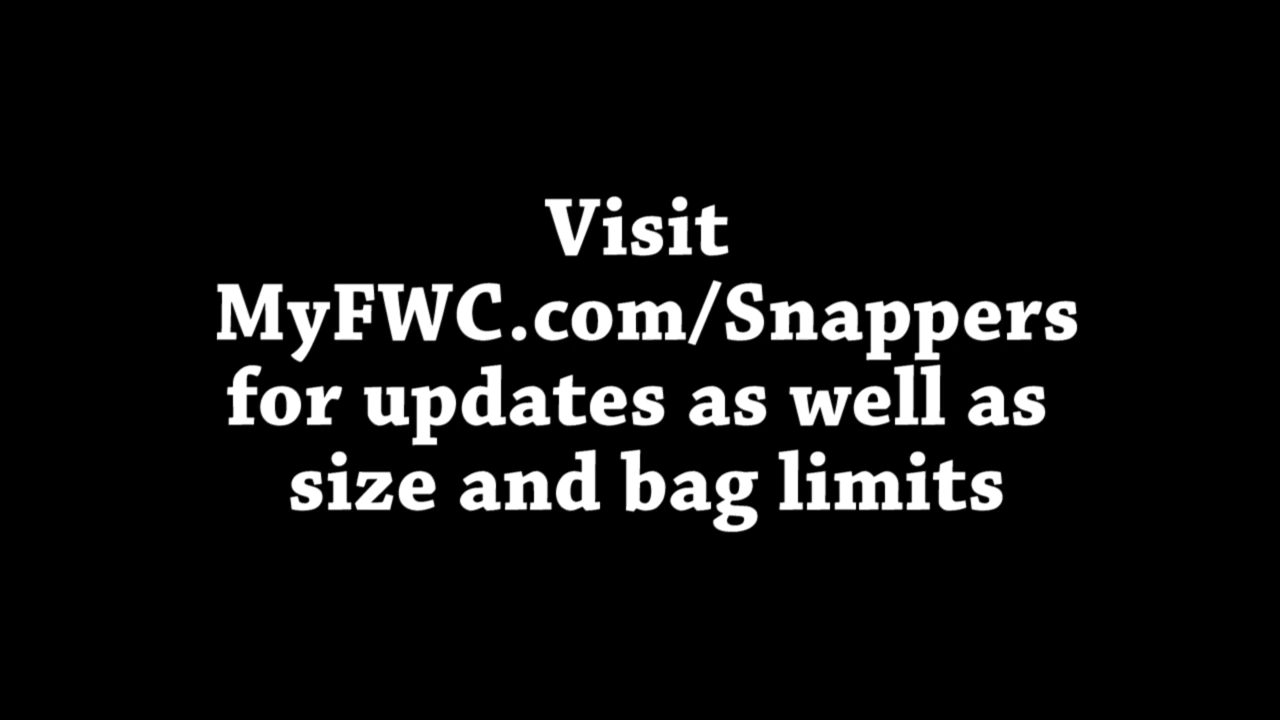 Visit
MyFWC.com/Snappers
for updates as well as
size and bag limits